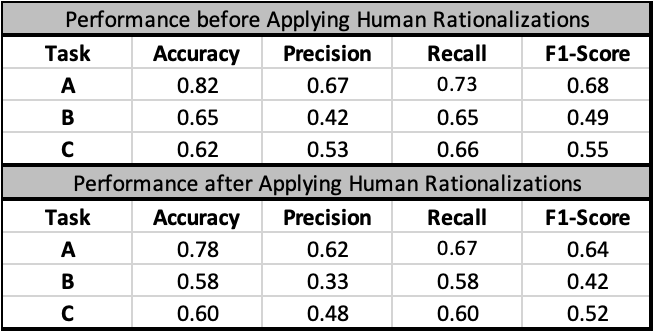 Performance before Applying Human Rationalizations
Task Accuracy Precision Recall F1-Score
A 0.82 0.67 0.73 0.68
B 0.65 0.42 0.65 0.49
C 0.62 0.53 0.66 0.55
Performance after Applying Human Rationalizations
Task Accuracy Precision Recall F1-Score
A 0.78 0.62 0.67 0.64
B 0.58 0.33 0.58 0.42
C 0.60 0.48 0.60 0.52